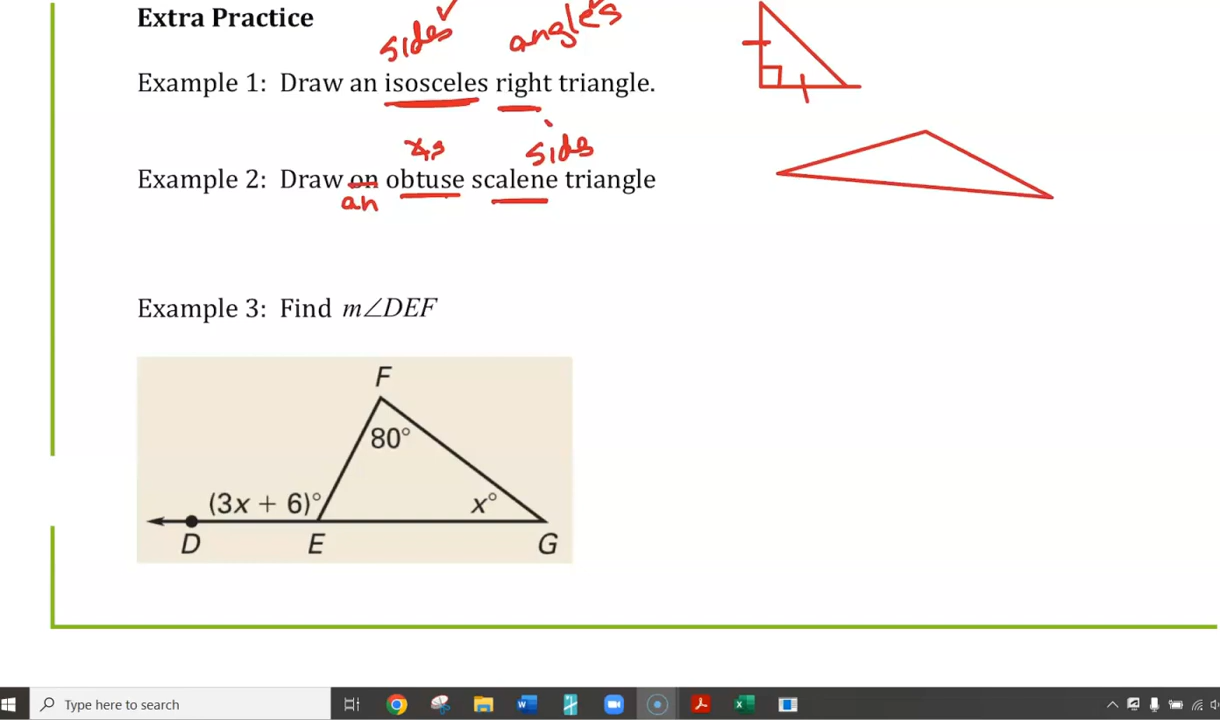 Extra Practice
sides angles
Example 1: Draw an isosceles right triangle.
∡s side
Example 2: Draw on obtuse scalene triangle
an
Example 3: Find m∠DEF
F
80°
(3x + 6)° x°
D E G
Type here to search